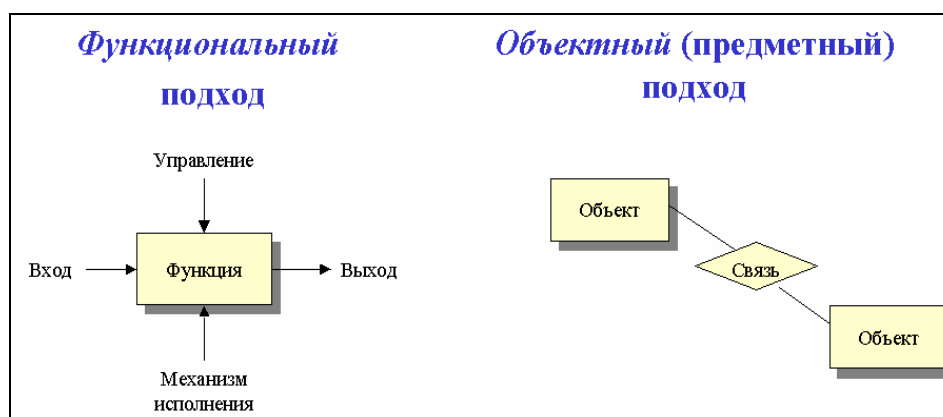 Функциональный
подход
Управление
Вход
Функция
Выход
Механизм
исполнения
Объектный (предметный)
подход
Объект
Связь
Объект